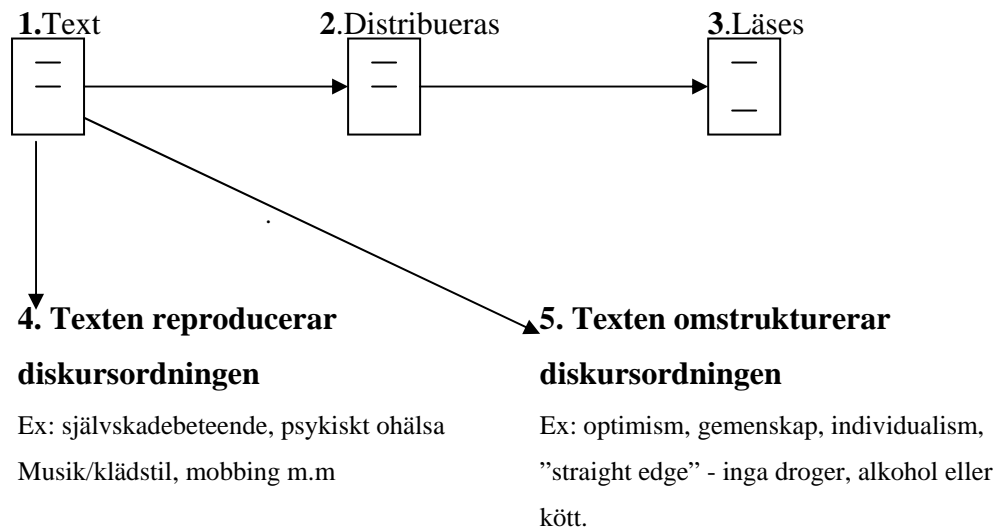 1.Text
2.Distribueras
3.Läses
4. Texten reproducerar
diskursordningen
Ex: självskadebeteende, psykiskt ohälsa
Musik/klädstil, mobbing m.m
5. Texten omstrukturerar
diskursordningen
Ex: optimism, gemenskap, individualism,
”straight edge” - inga droger, alkohol eller
kött.